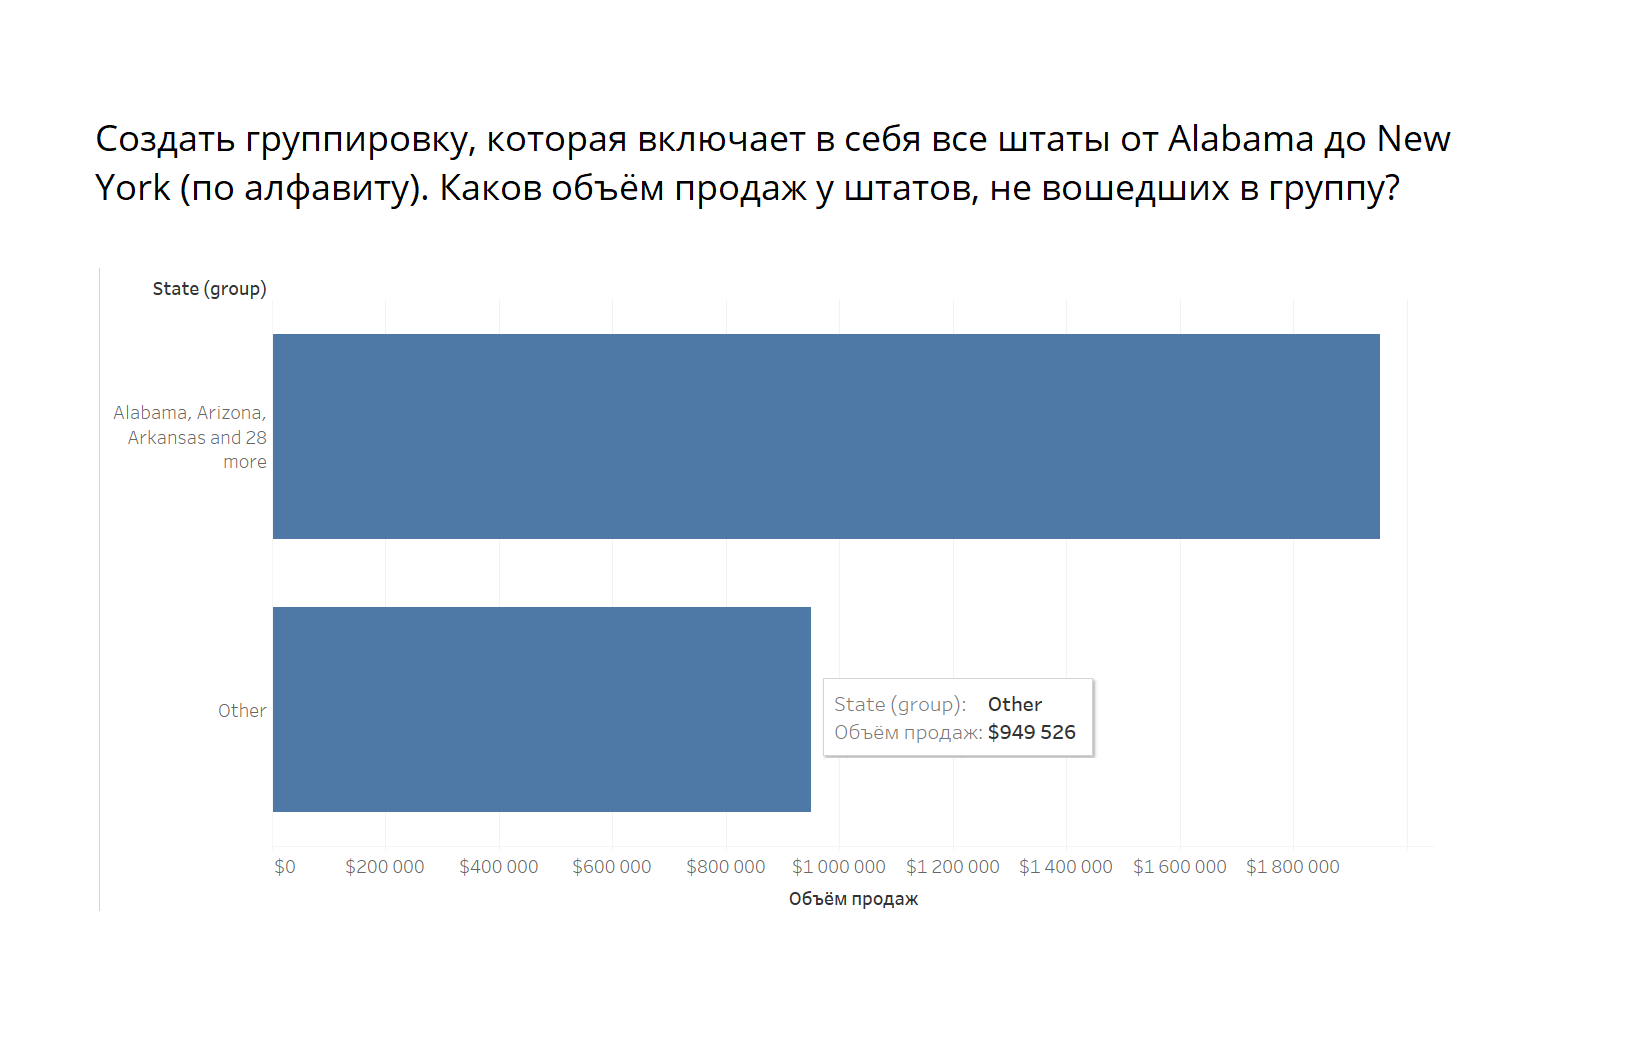 Создать группировку, которая включает в себя все штаты от Alabama до New
York (по алфавиту). Каков объём продаж у штатов, не вошедших в группу?
State (group)
Alabama, Arizona,
Arkansas and 28
more
Other
State (group): Other
Объём продаж: $949 526
$0 $200 000 $400 000 $600 000 $800 000 $1 000 000 $1 200 000 $1 400 000 $1 600 000 $1 800 000
Объём продаж